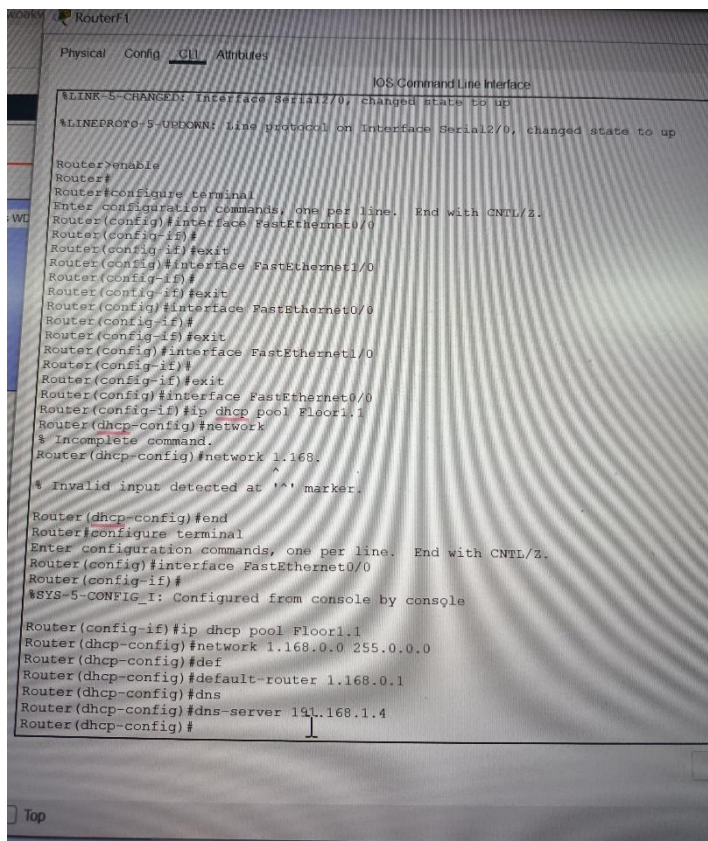 RouterF1
Physical Config CLI Attributes
IOS Command Line Interface
%LINK-5-CHANGED: Interface Serial2/0, changed state to up
%LINEPROTO-5-UPDOWN: Line protocol on Interface Serial2/0, changed state to up
Router>enable
Router#
Router#configure terminal
Enter configuration commands, one per line. End with CNTL/Z.
Router(config)#interface FastEthernet0/0
Router(config-if)#
Router(config-if)#exit
Router(config)#interface FastEthernet1/0
Router(config-if)#
Router(config-if)#exit
Router(config)#interface FastEthernet0/0
Router(config-if)#
Router(config-if)#exit
Router(config)#interface FastEthernet1/0
Router(config-if)#
Router(config-if)#exit
Router(config)#interface FastEthernet0/0
Router(config-if)#ip dhcp pool Floor1.1
Router(dhcp-config)#network
% Incomplete command.
Router(dhcp-config)#network 1.168.
^
% Invalid input detected at '^' marker.
Router(dhcp-config)#end
Router#configure terminal
Enter configuration commands, one per line. End with CNTL/Z.
Router(config)#interface FastEthernet0/0
Router(config-if)#
%SYS-5-CONFIG_I: Configured from console by console
Router(config-if)#ip dhcp pool Floor1.1
Router(dhcp-config)#network 1.168.0.0 255.0.0.0
Router(dhcp-config)#def
Router(dhcp-config)#default-router 1.168.0.1
Router(dhcp-config)#dns
Router(dhcp-config)#dns-server 191.168.1.4
Router(dhcp-config)#
Top